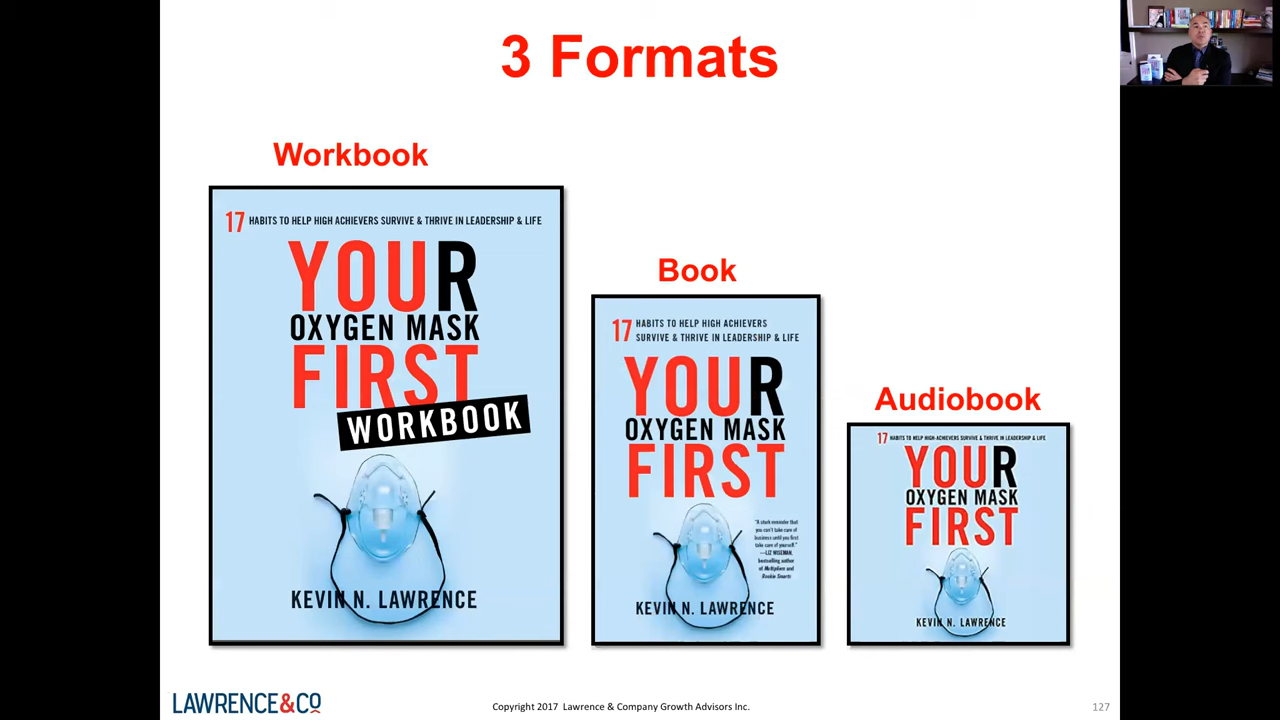 3 Formats
Workbook
17 HABITS TO HELP HIGH ACHIEVERS SURVIVE & THRIVE IN LEADERSHIP & LIFE
YOUR
OXYGEN MASK
FIRST
WORKBOOK
KEVIN N. LAWRENCE
Book
17 HABITS TO HELP HIGH ACHIEVERS
SURVIVE & THRIVE IN LEADERSHIP & LIFE
YOUR
OXYGEN MASK
FIRST
"A stark reminder that
you can't take care of
business until you first
take care of yourself."
—LIZ WISEMAN,
bestselling author
of Multipliers and
Rookie Smarts
KEVIN N. LAWRENCE
Audiobook
17 HABITS TO HELP HIGH-ACHIEVERS SURVIVE & THRIVE IN LEADERSHIP & LIFE
YOUR
OXYGEN MASK
FIRST
KEVIN N. LAWRENCE
LAWRENCE&CO
Copyright 2017 Lawrence & Company Growth Advisors Inc.
127